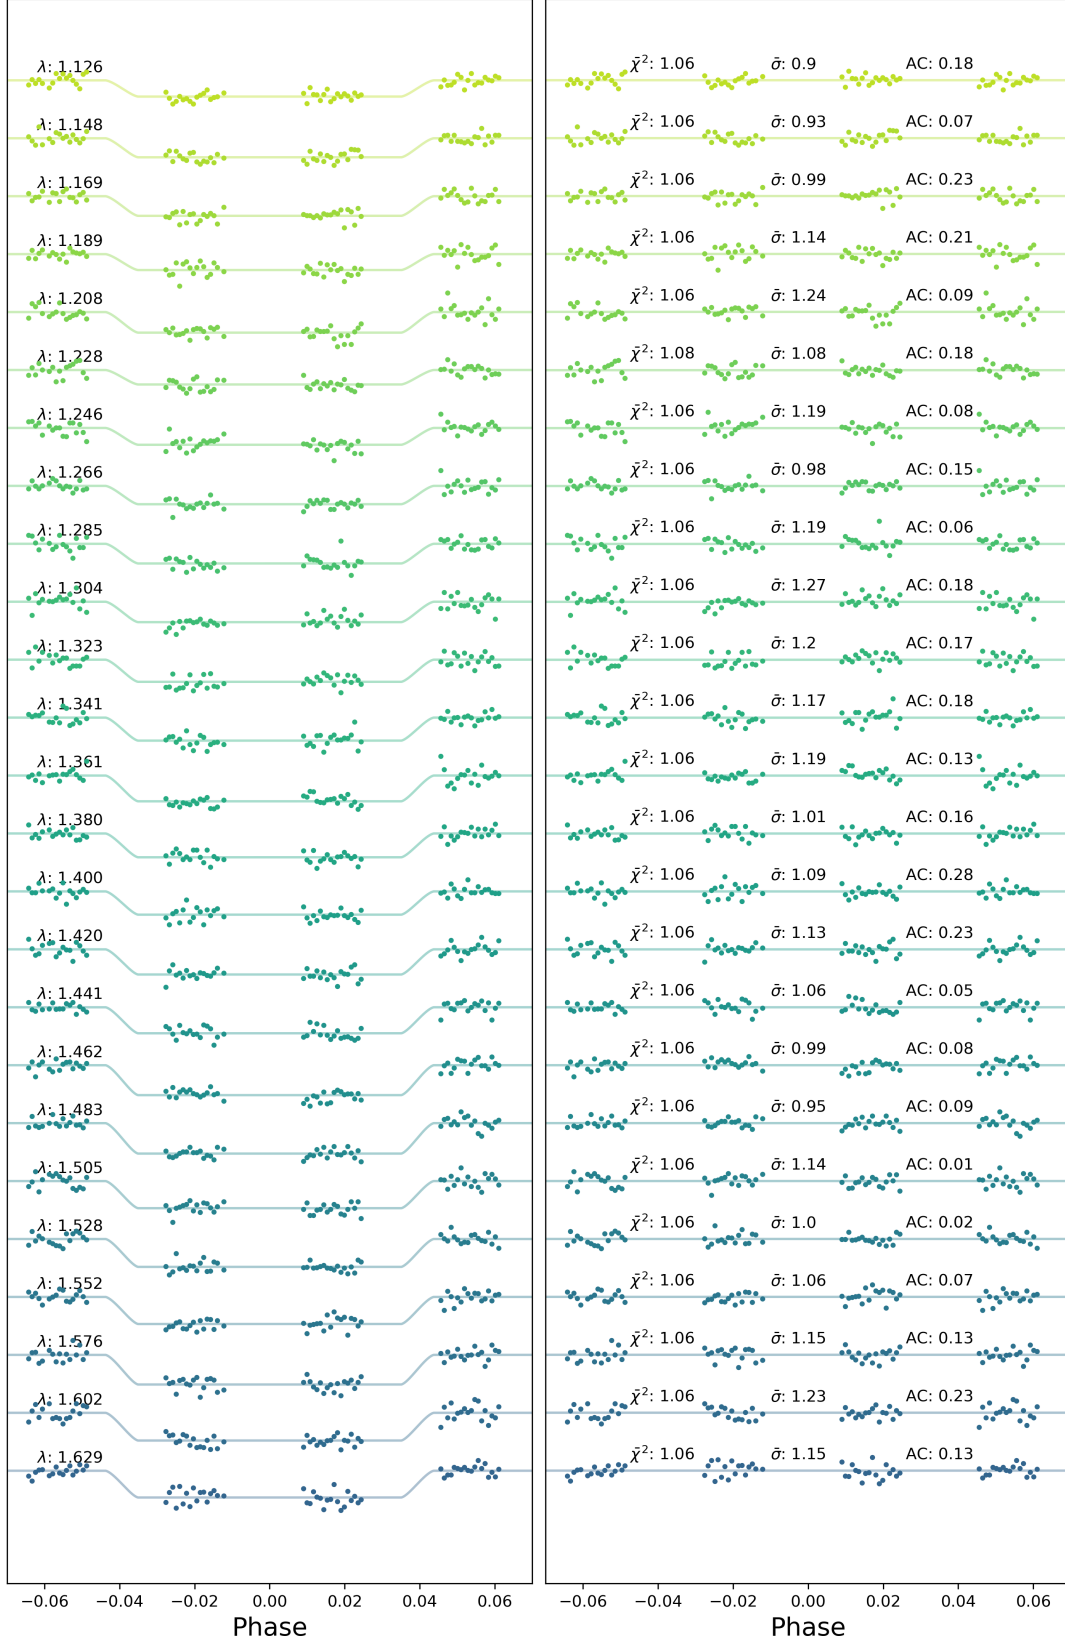 λ: 1.126 χ̄²: 1.06 σ̄: 0.9 AC: 0.18
λ: 1.148 χ̄²: 1.06 σ̄: 0.93 AC: 0.07
λ: 1.169 χ̄²: 1.06 σ̄: 0.99 AC: 0.23
λ: 1.189 χ̄²: 1.06 σ̄: 1.14 AC: 0.21
λ: 1.208 χ̄²: 1.06 σ̄: 1.24 AC: 0.09
λ: 1.228 χ̄²: 1.08 σ̄: 1.08 AC: 0.18
λ: 1.246 χ̄²: 1.06 σ̄: 1.19 AC: 0.08
λ: 1.266 χ̄²: 1.06 σ̄: 0.98 AC: 0.15
λ: 1.285 χ̄²: 1.06 σ̄: 1.19 AC: 0.06
λ: 1.304 χ̄²: 1.06 σ̄: 1.27 AC: 0.18
λ: 1.323 χ̄²: 1.06 σ̄: 1.2 AC: 0.17
λ: 1.341 χ̄²: 1.06 σ̄: 1.17 AC: 0.18
λ: 1.361 χ̄²: 1.06 σ̄: 1.19 AC: 0.13
λ: 1.380 χ̄²: 1.06 σ̄: 1.01 AC: 0.16
λ: 1.400 χ̄²: 1.06 σ̄: 1.09 AC: 0.28
λ: 1.420 χ̄²: 1.06 σ̄: 1.13 AC: 0.23
λ: 1.441 χ̄²: 1.06 σ̄: 1.06 AC: 0.05
λ: 1.462 χ̄²: 1.06 σ̄: 0.99 AC: 0.08
λ: 1.483 χ̄²: 1.06 σ̄: 0.95 AC: 0.09
λ: 1.505 χ̄²: 1.06 σ̄: 1.14 AC: 0.01
λ: 1.528 χ̄²: 1.06 σ̄: 1.0 AC: 0.02
λ: 1.552 χ̄²: 1.06 σ̄: 1.06 AC: 0.07
λ: 1.576 χ̄²: 1.06 σ̄: 1.15 AC: 0.13
λ: 1.602 χ̄²: 1.06 σ̄: 1.23 AC: 0.23
λ: 1.629 χ̄²: 1.06 σ̄: 1.15 AC: 0.13
−0.06 −0.04 −0.02 0.00 0.02 0.04 0.06 −0.06 −0.04 −0.02 0.00 0.02 0.04 0.06
Phase Phase